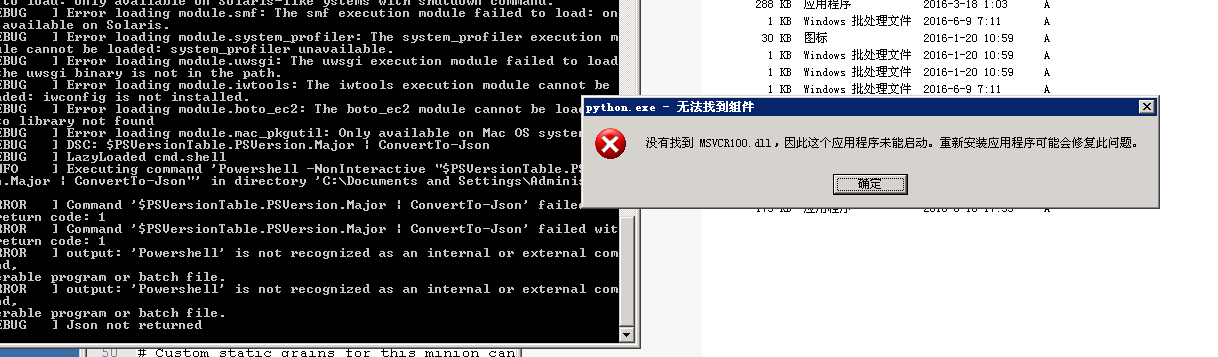 to load: only available on Solaris-like systems with shutdown command.
DEBUG ] Error loading module.smf: The smf execution module failed to load: on
available on Solaris.
EBUG ] Error loading module.system_profiler: The system_profiler execution m
ule cannot be loaded: system_profiler unavailable.
EBUG ] Error loading module.uwsgi: The uwsgi execution module failed to load
the uwsgi binary is not in the path.
EBUG ] Error loading module.iwtools: The iwtools execution module cannot be
aded: iwconfig is not installed.
EBUG ] Error loading module.boto_ec2: The boto_ec2 module cannot be load
to library not found
EBUG ] Error loading module.mac_pkgutil: Only available on Mac OS system
EBUG ] DSC: $PSVersionTable.PSVersion.Major | ConvertTo-Json
EBUG ] LazyLoaded cmd.shell
NFO ] Executing command 'Powershell -NonInteractive "$PSVersionTable.PS
n.Major | ConvertTo-Json"' in directory 'C:\Documents and Settings\Adminis
RROR ] Command '$PSVersionTable.PSVersion.Major | ConvertTo-Json' failed
return code: 1
RROR ] Command '$PSVersionTable.PSVersion.Major | ConvertTo-Json' failed wit
return code: 1
RROR ] output: 'Powershell' is not recognized as an internal or external com
nd,
erable program or batch file.
RROR ] output: 'Powershell' is not recognized as an internal or external com
nd,
erable program or batch file.
EBUG ] Json not returned
288 KB 应用程序 2016-3-18 1:03 A
1 KB Windows 批处理文件 2016-6-9 7:11 A
30 KB 图标 2016-1-20 10:59 A
1 KB Windows 批处理文件 2016-1-20 10:59 A
1 KB Windows 批处理文件 2016-1-20 10:59 A
1 KB Windows 批处理文件 2016-6-9 7:11 A
python.exe - 无法找到组件
没有找到 MSVCR100.dll，因此这个应用程序未能启动。重新安装应用程序可能会修复此问题。
确定
KB 应用程序 A
50 # Custom static grains for this minion can